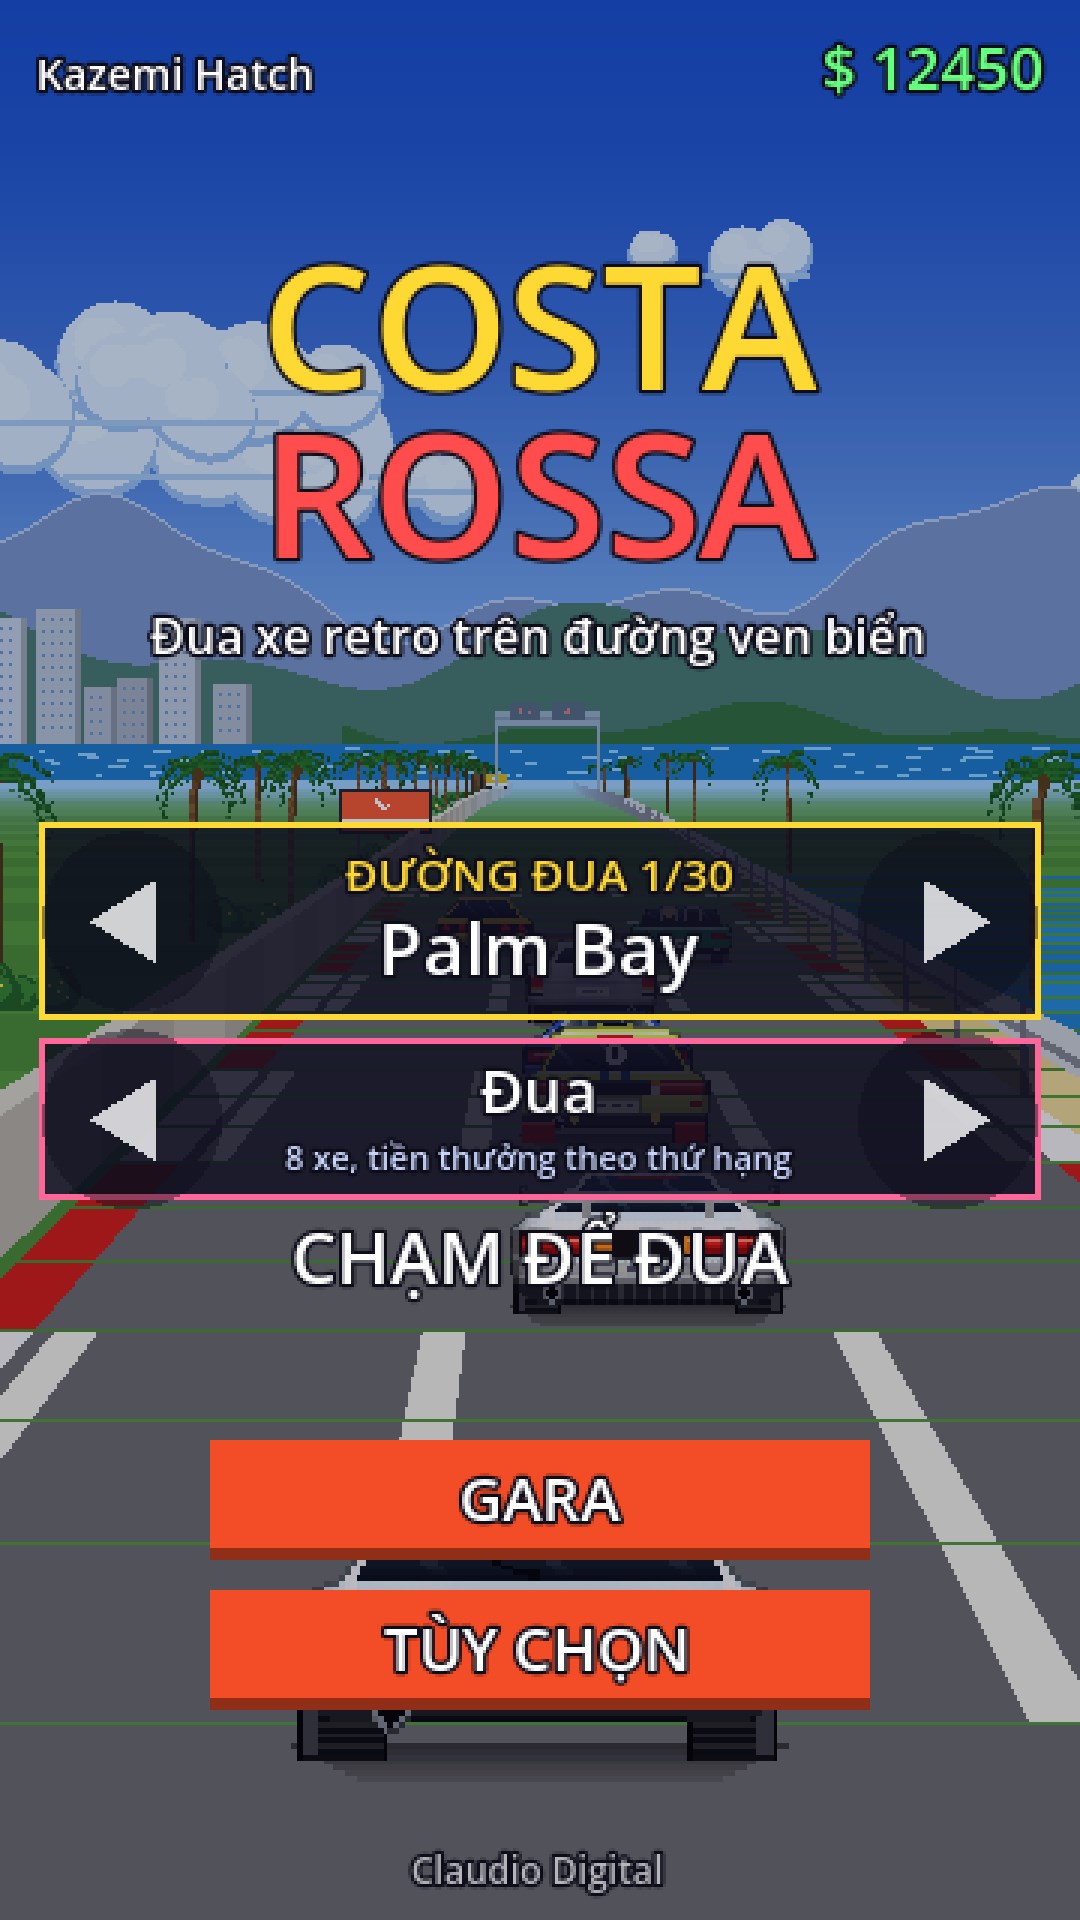 Kazemi Hatch
$ 12450
COSTA
ROSSA
Đua xe retro trên đường ven biển
ĐƯỜNG ĐUA 1/30
Palm Bay
Đua
8 xe, tiền thưởng theo thứ hạng
CHẠM ĐỂ ĐUA
GARA
TÙY CHỌN
Claudio Digital